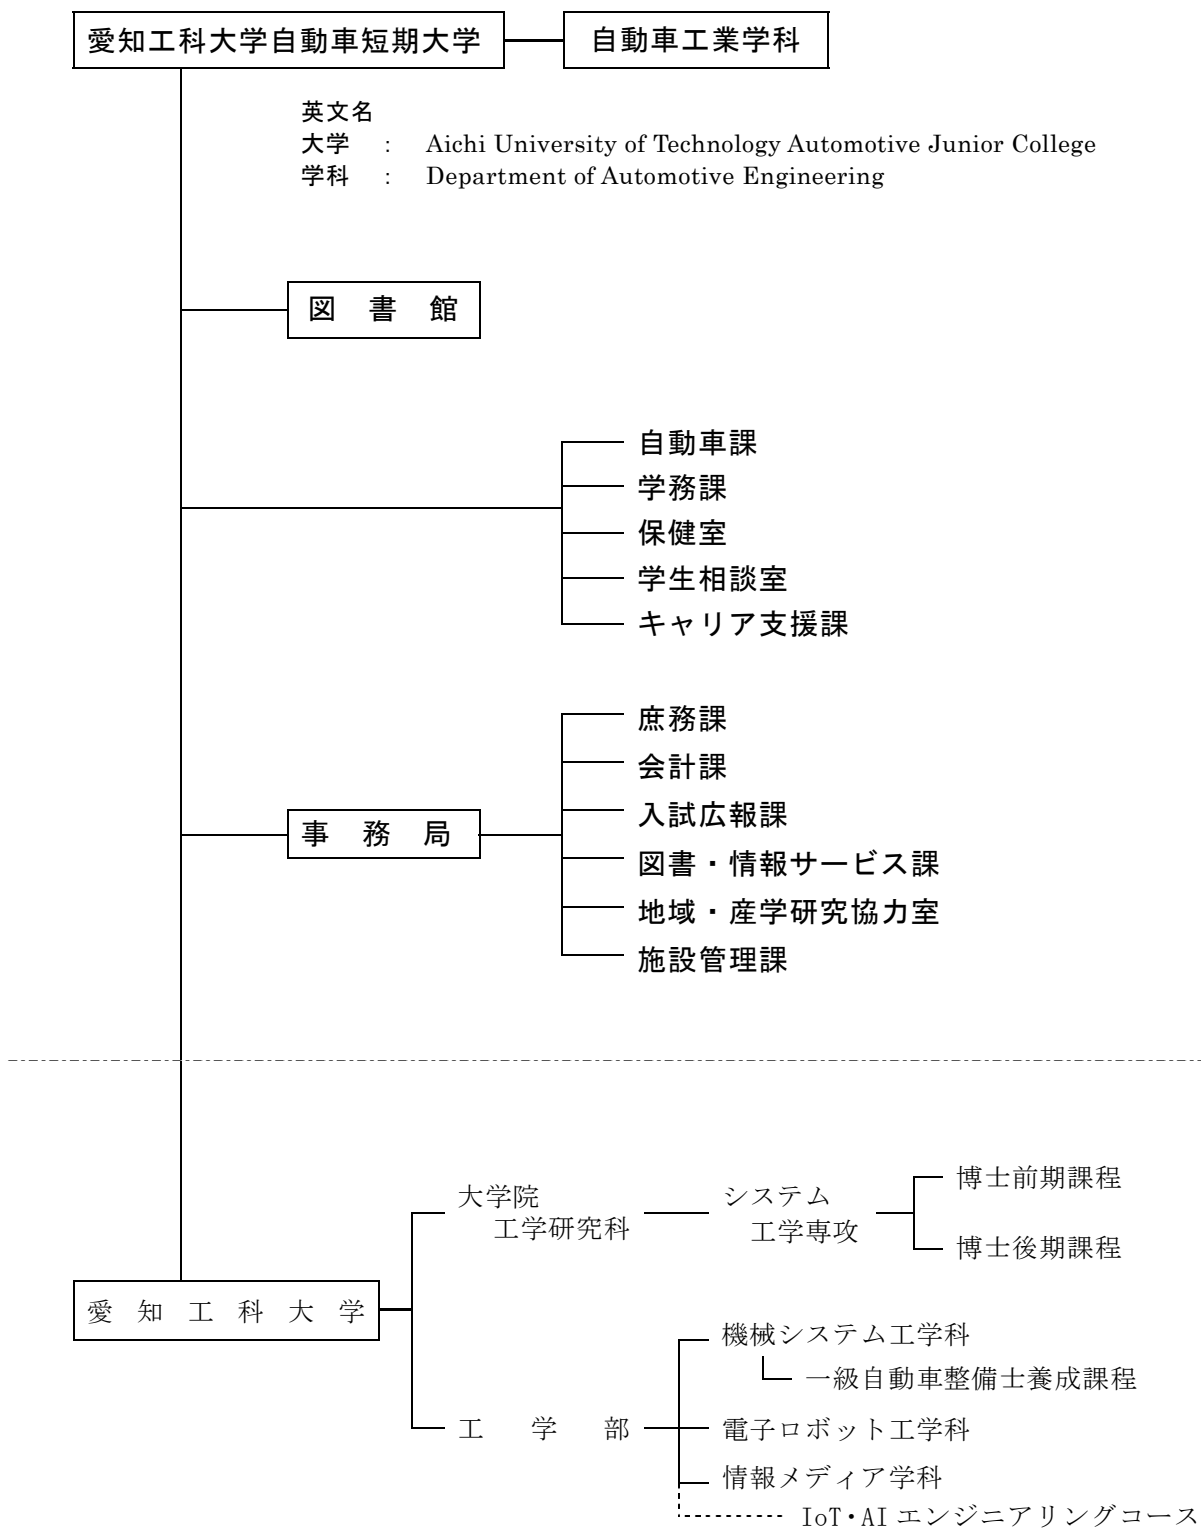 愛知工科大学自動車短期大学 自動車工業学科
英文名
大学 : Aichi University of Technology Automotive Junior College
学科 : Department of Automotive Engineering
図 書 館
自動車課
学務課
保健室
学生相談室
キャリア支援課
庶務課
会計課
入試広報課
事 務 局
図書・情報サービス課
地域・産学研究協力室
施設管理課
大学院
工学研究科
システム
工学専攻
博士前期課程
博士後期課程
愛 知 工 科 大 学
機械システム工学科
一級自動車整備士養成課程
工 学 部
電子ロボット工学科
情報メディア学科
IoT・AIエンジニアリングコース